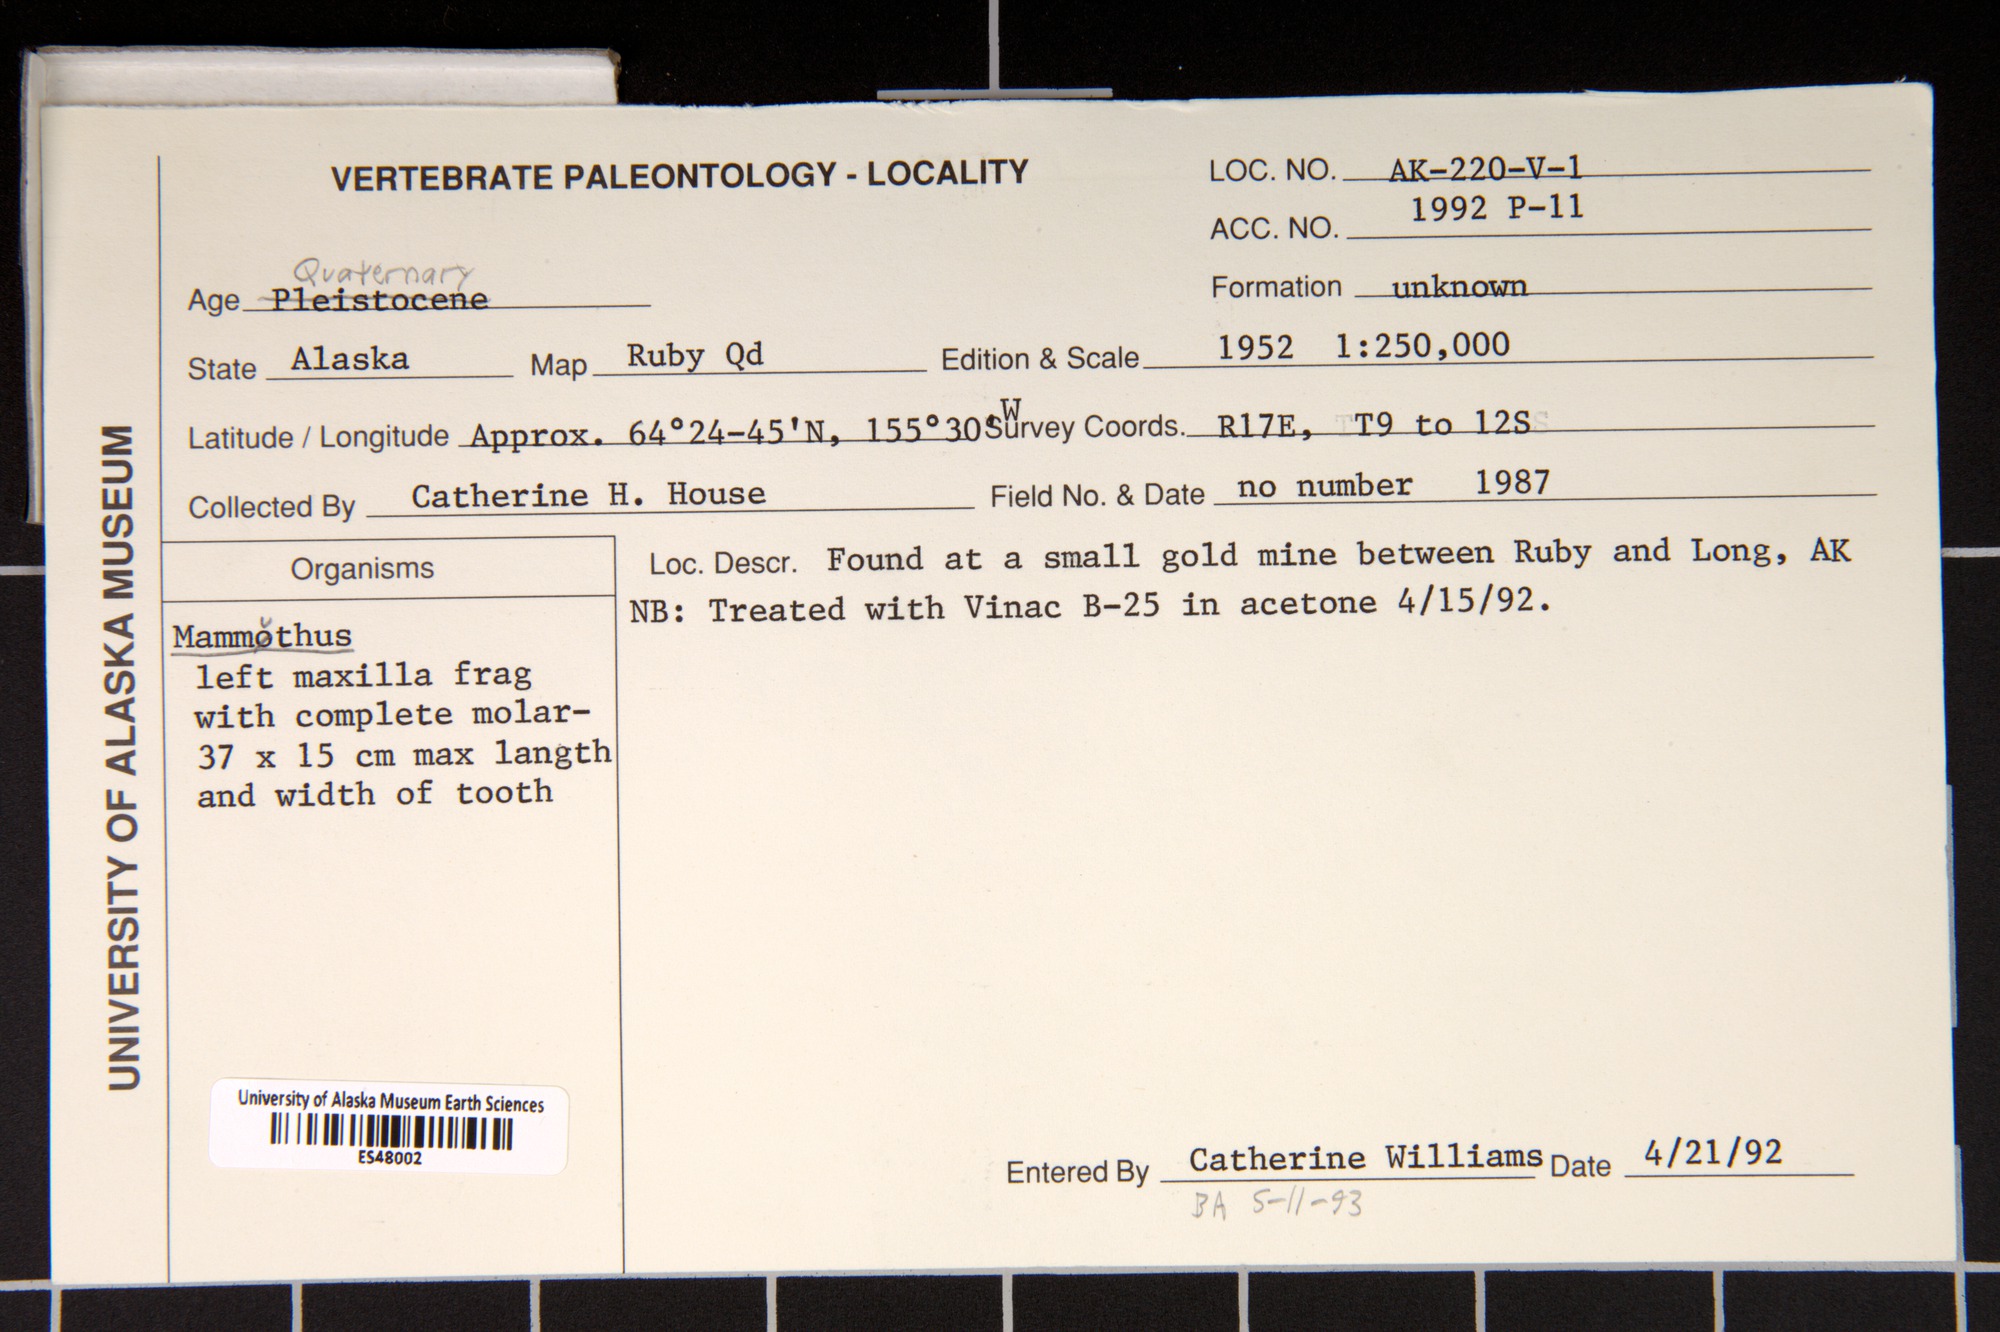 UNIVERSITY OF ALASKA MUSEUM
VERTEBRATE PALEONTOLOGY - LOCALITY
LOC. NO. AK-220-V-1
ACC. NO. 1992 P-11
Quaternary
Age Pleistocene
Formation unknown
State Alaska Map Ruby Qd Edition & Scale 1952 1:250,000
Latitude / Longitude Approx. 64°24-45'N, 155°30'W Survey Coords. R17E, T9 to 12S
Collected By Catherine H. House Field No. & Date no number 1987
Organisms
Mammothus
left maxilla frag
with complete molar-
37 x 15 cm max langth
and width of tooth
Loc. Descr. Found at a small gold mine between Ruby and Long, AK
NB: Treated with Vinac B-25 in acetone 4/15/92.
University of Alaska Museum Earth Sciences
ES48002
Entered By Catherine Williams Date 4/21/92
BA 5-11-93